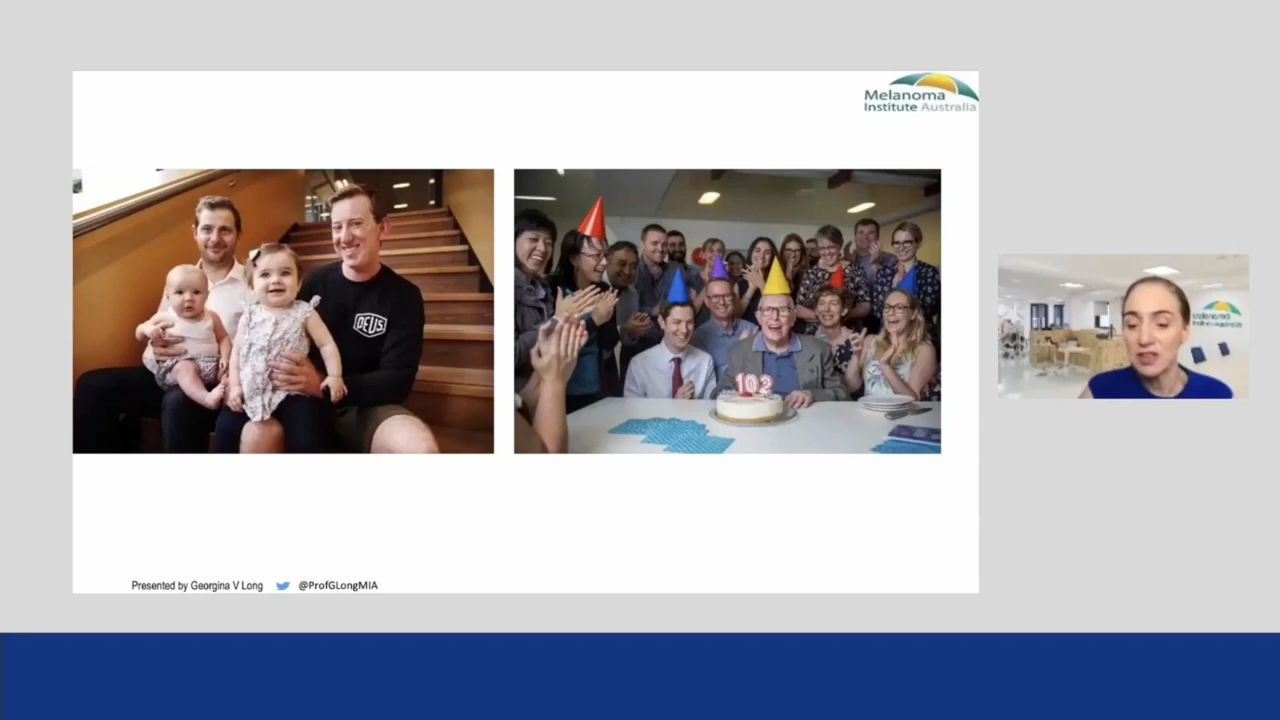 Melanoma
Institute Australia
DEUS
102
Melanoma
Institute Australia
Presented by Georgina V Long @ProfGLongMIA